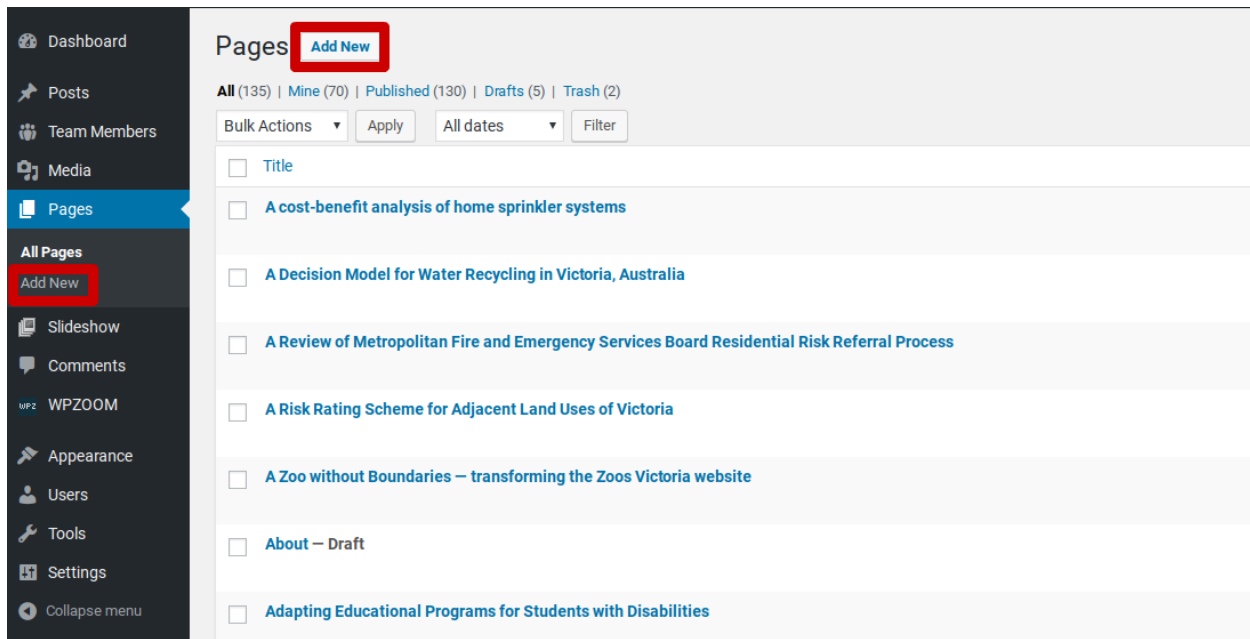 Dashboard
Posts
Team Members
Media
Pages
All Pages
Add New
Slideshow
Comments
WPZ WPZOOM
Appearance
Users
Tools
Settings
Collapse menu
Pages Add New
All (135) | Mine (70) | Published (130) | Drafts (5) | Trash (2)
Bulk Actions Apply All dates Filter
Title
A cost-benefit analysis of home sprinkler systems
A Decision Model for Water Recycling in Victoria, Australia
A Review of Metropolitan Fire and Emergency Services Board Residential Risk Referral Process
A Risk Rating Scheme for Adjacent Land Uses of Victoria
A Zoo without Boundaries — transforming the Zoos Victoria website
About — Draft
Adapting Educational Programs for Students with Disabilities